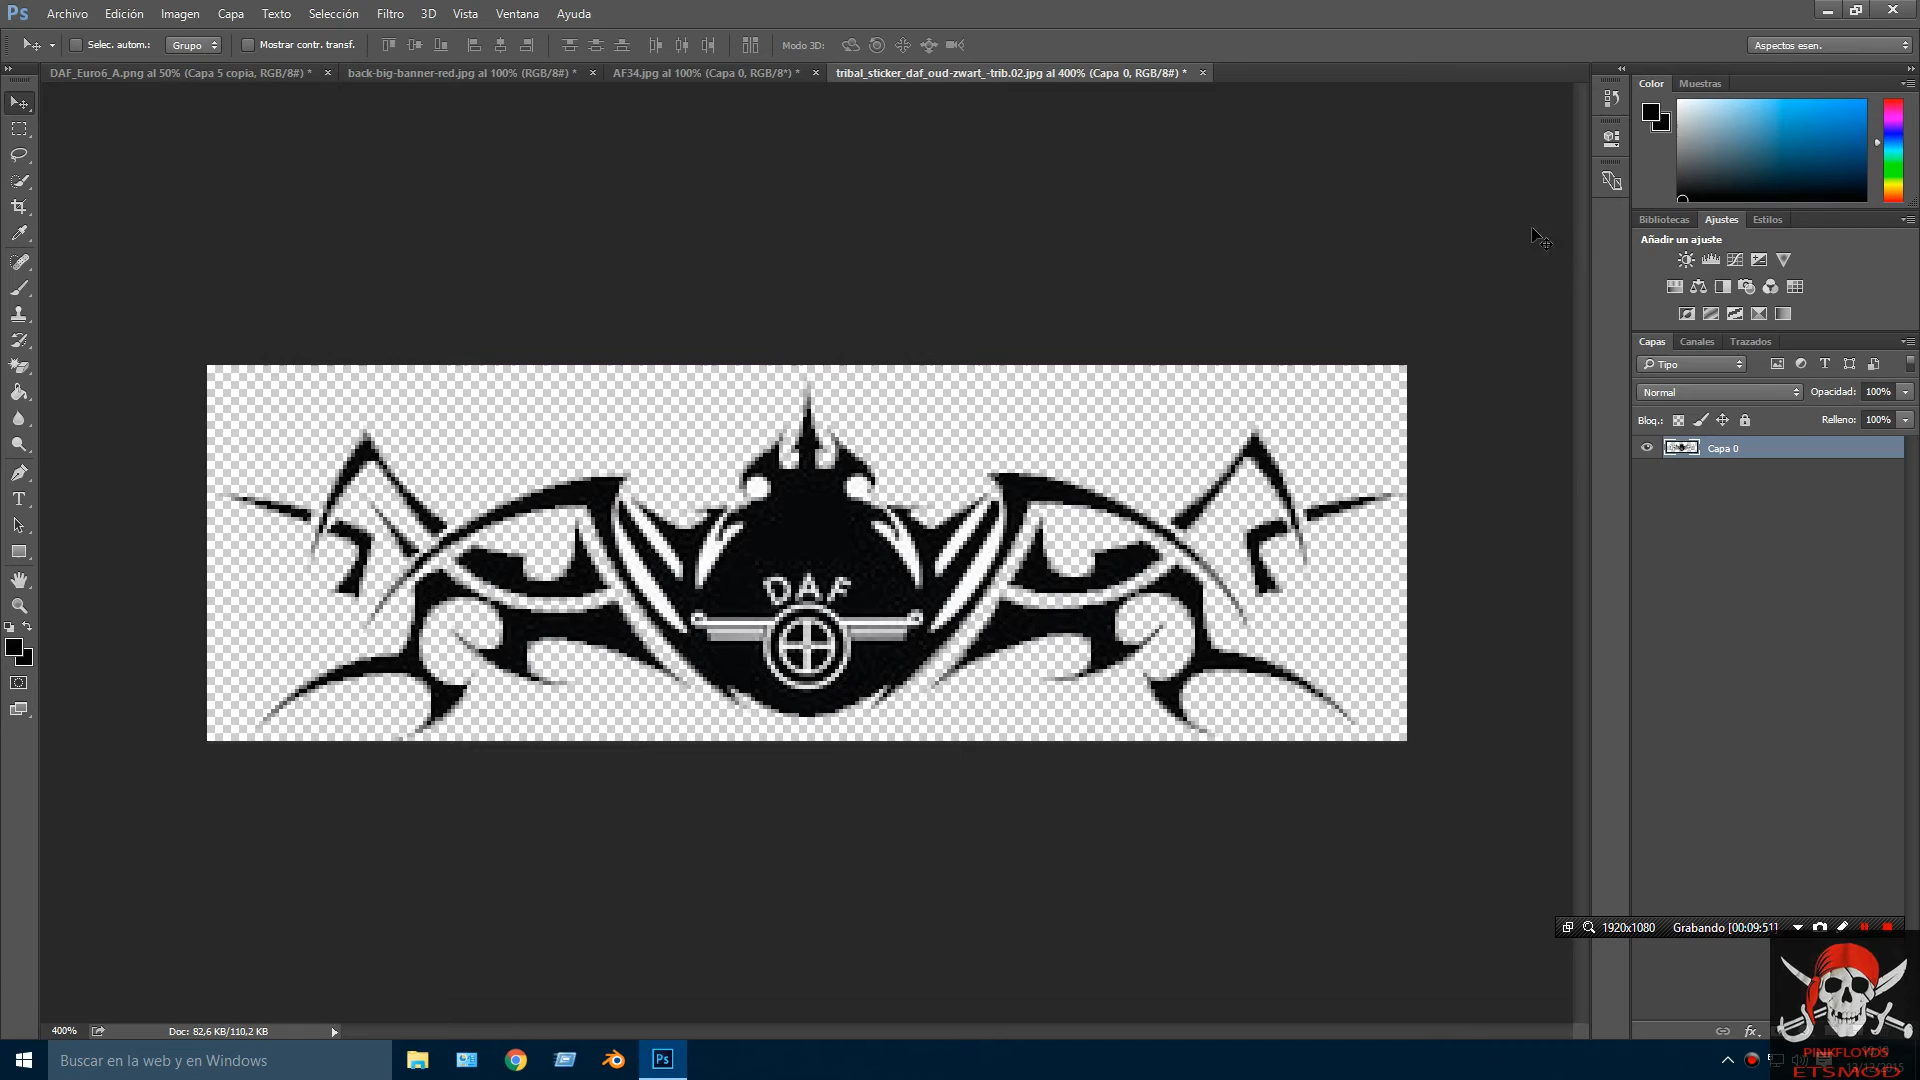 Ps Archivo Edición Imagen Capa Texto Selección Filtro 3D Vista Ventana Ayuda
Selec. autom.: Grupo Mostrar contr. transf. Modo 3D: Aspectos esen.
DAF_Euro6_A.png al 50% (Capa 5 copia, RGB/8#) * × back-big-banner-red.jpg al 100% (RGB/8#) * × AF34.jpg al 100% (Capa 0, RGB/8*) * × tribal_sticker_daf_oud-zwart_-trib.02.jpg al 400% (Capa 0, RGB/8#) * ×
Color Muestras
Bibliotecas Ajustes Estilos
Añadir un ajuste
Capas Canales Trazados
Tipo
Normal Opacidad: 100%
Bloq.: Relleno: 100%
Capa 0
DAF
1920x1080 Grabando [00:09:51]
400% Doc: 82,6 KB/110,2 KB
fx
Buscar en la web y en Windows
Ps
PINKFLOYDS
ETSMOD